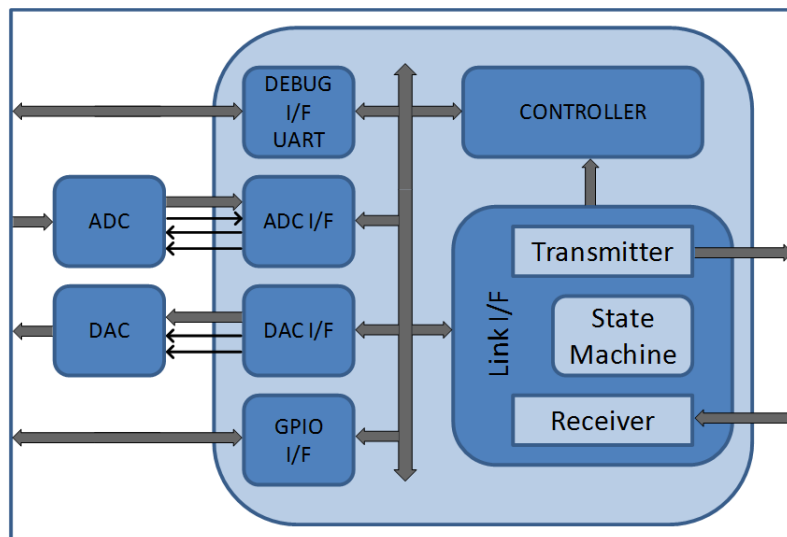 DEBUG
I/F
UART
CONTROLLER
ADC
ADC I/F
Transmitter
DAC
DAC I/F
Link I/F
State
Machine
GPIO
I/F
Receiver